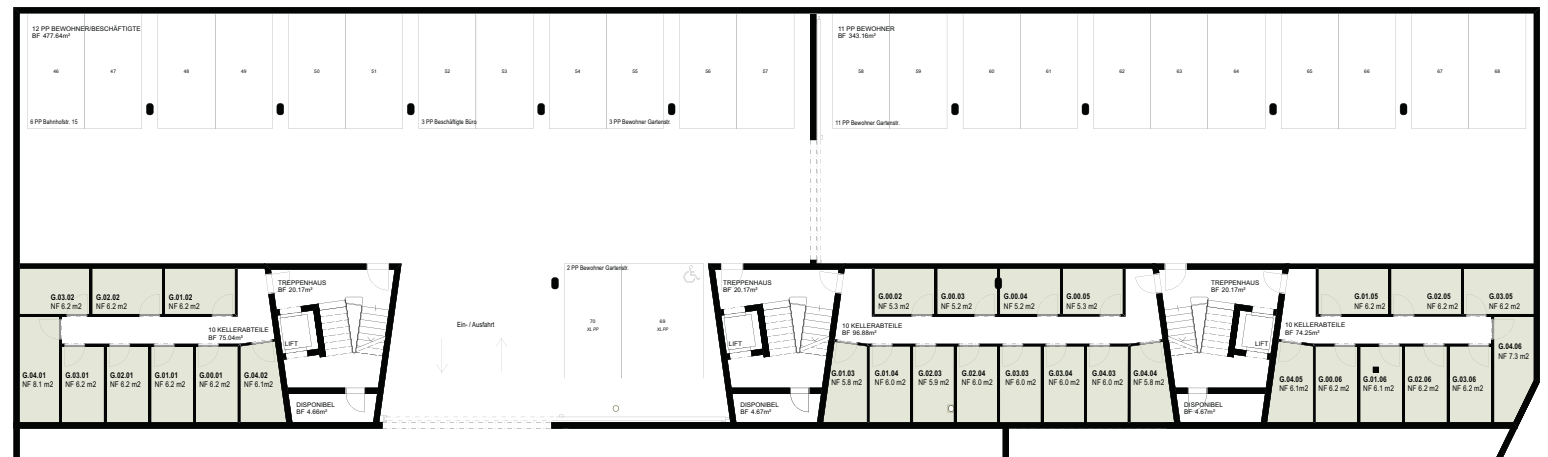 12 PP BEWOHNER/BESCHÄFTIGTE
BF 477.64m²
11 PP BEWOHNER
BF 343.16m²
46
47
48
49
50
51
52
53
54
55
56
57
58
59
60
61
62
63
64
65
66
67
68
6 PP Bahnhofstr. 15
3 PP Beschäftigte Büro
3 PP Bewohner Gartenstr.
11 PP Bewohner Gartenstr.
2 PP Bewohner Gartenstr.
G.03.02
NF 6.2 m2
G.02.02
NF 6.2 m2
G.01.02
NF 6.2 m2
TREPPENHAUS
BF 20.17m²
10 KELLERABTEILE
BF 75.04m²
LIFT
G.04.01
NF 8.1 m2
G.03.01
NF 6.2 m2
G.02.01
NF 6.2 m2
G.01.01
NF 6.2 m2
G.00.01
NF 6.2 m2
G.04.02
NF 6.1m2
DISPONIBEL
BF 4.66m²
Ein- / Ausfahrt
70
XL PP
69
XL PP
TREPPENHAUS
BF 20.17m²
LIFT
DISPONIBEL
BF 4.67m²
G.00.02
NF 5.3 m2
G.00.03
NF 5.2 m2
G.00.04
NF 5.2 m2
G.00.05
NF 5.3 m2
10 KELLERABTEILE
BF 96.88m²
G.01.03
NF 5.8 m2
G.01.04
NF 6.0 m2
G.02.03
NF 5.9 m2
G.02.04
NF 6.0 m2
G.03.03
NF 6.0 m2
G.03.04
NF 6.0 m2
G.04.03
NF 6.0 m2
G.04.04
NF 5.8 m2
TREPPENHAUS
BF 20.17m²
LIFT
DISPONIBEL
BF 4.67m²
G.01.05
NF 6.2 m2
G.02.05
NF 6.2 m2
G.03.05
NF 6.2 m2
10 KELLERABTEILE
BF 74.25m²
G.04.06
NF 7.3 m2
G.04.05
NF 6.1m2
G.00.06
NF 6.2 m2
G.01.06
NF 6.1 m2
G.02.06
NF 6.2 m2
G.03.06
NF 6.2 m2